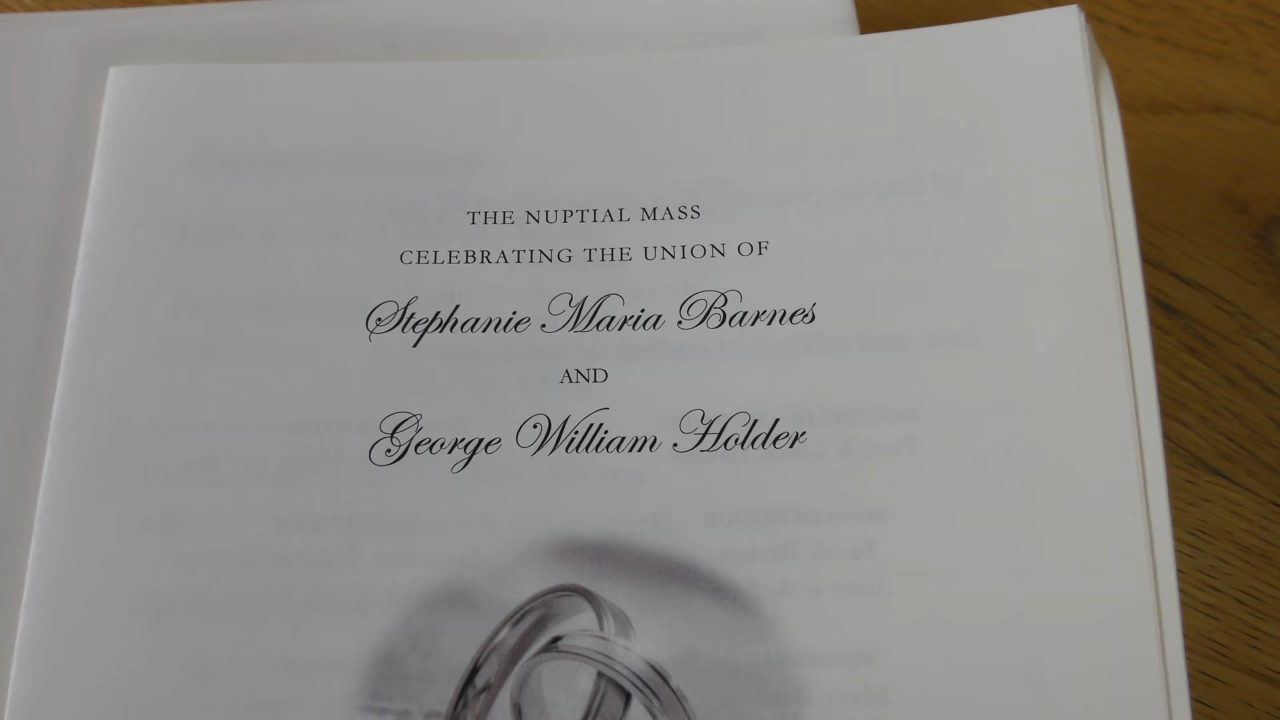 THE NUPTIAL MASS
CELEBRATING THE UNION OF
Stephanie Maria Barnes
AND
George William Holder